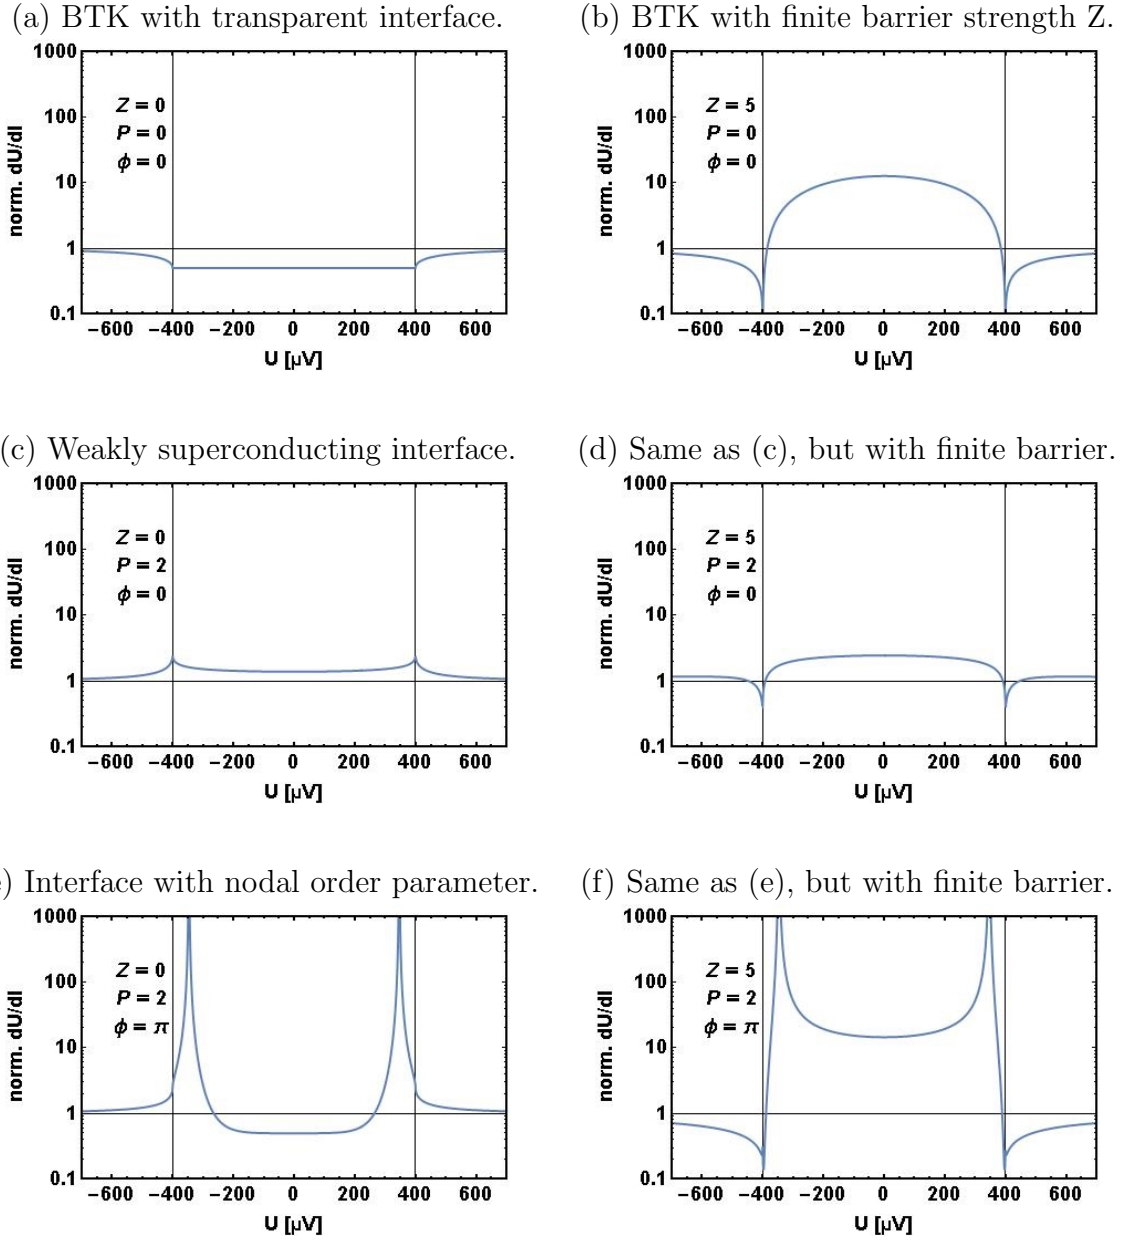 (a) BTK with transparent interface.
1000
100
10
1
0.1
norm. dU/dI
Z = 0
P = 0
ϕ = 0
−600 −400 −200 0 200 400 600
U [μV]
(b) BTK with finite barrier strength Z.
1000
100
10
1
0.1
norm. dU/dI
Z = 5
P = 0
ϕ = 0
−600 −400 −200 0 200 400 600
U [μV]
(c) Weakly superconducting interface.
1000
100
10
1
0.1
norm. dU/dI
Z = 0
P = 2
ϕ = 0
−600 −400 −200 0 200 400 600
U [μV]
(d) Same as (c), but with finite barrier.
1000
100
10
1
0.1
norm. dU/dI
Z = 5
P = 2
ϕ = 0
−600 −400 −200 0 200 400 600
U [μV]
) Interface with nodal order parameter.
1000
100
10
1
0.1
norm. dU/dI
Z = 0
P = 2
ϕ = π
−600 −400 −200 0 200 400 600
U [μV]
(f) Same as (e), but with finite barrier.
1000
100
10
1
0.1
norm. dU/dI
Z = 5
P = 2
ϕ = π
−600 −400 −200 0 200 400 600
U [μV]